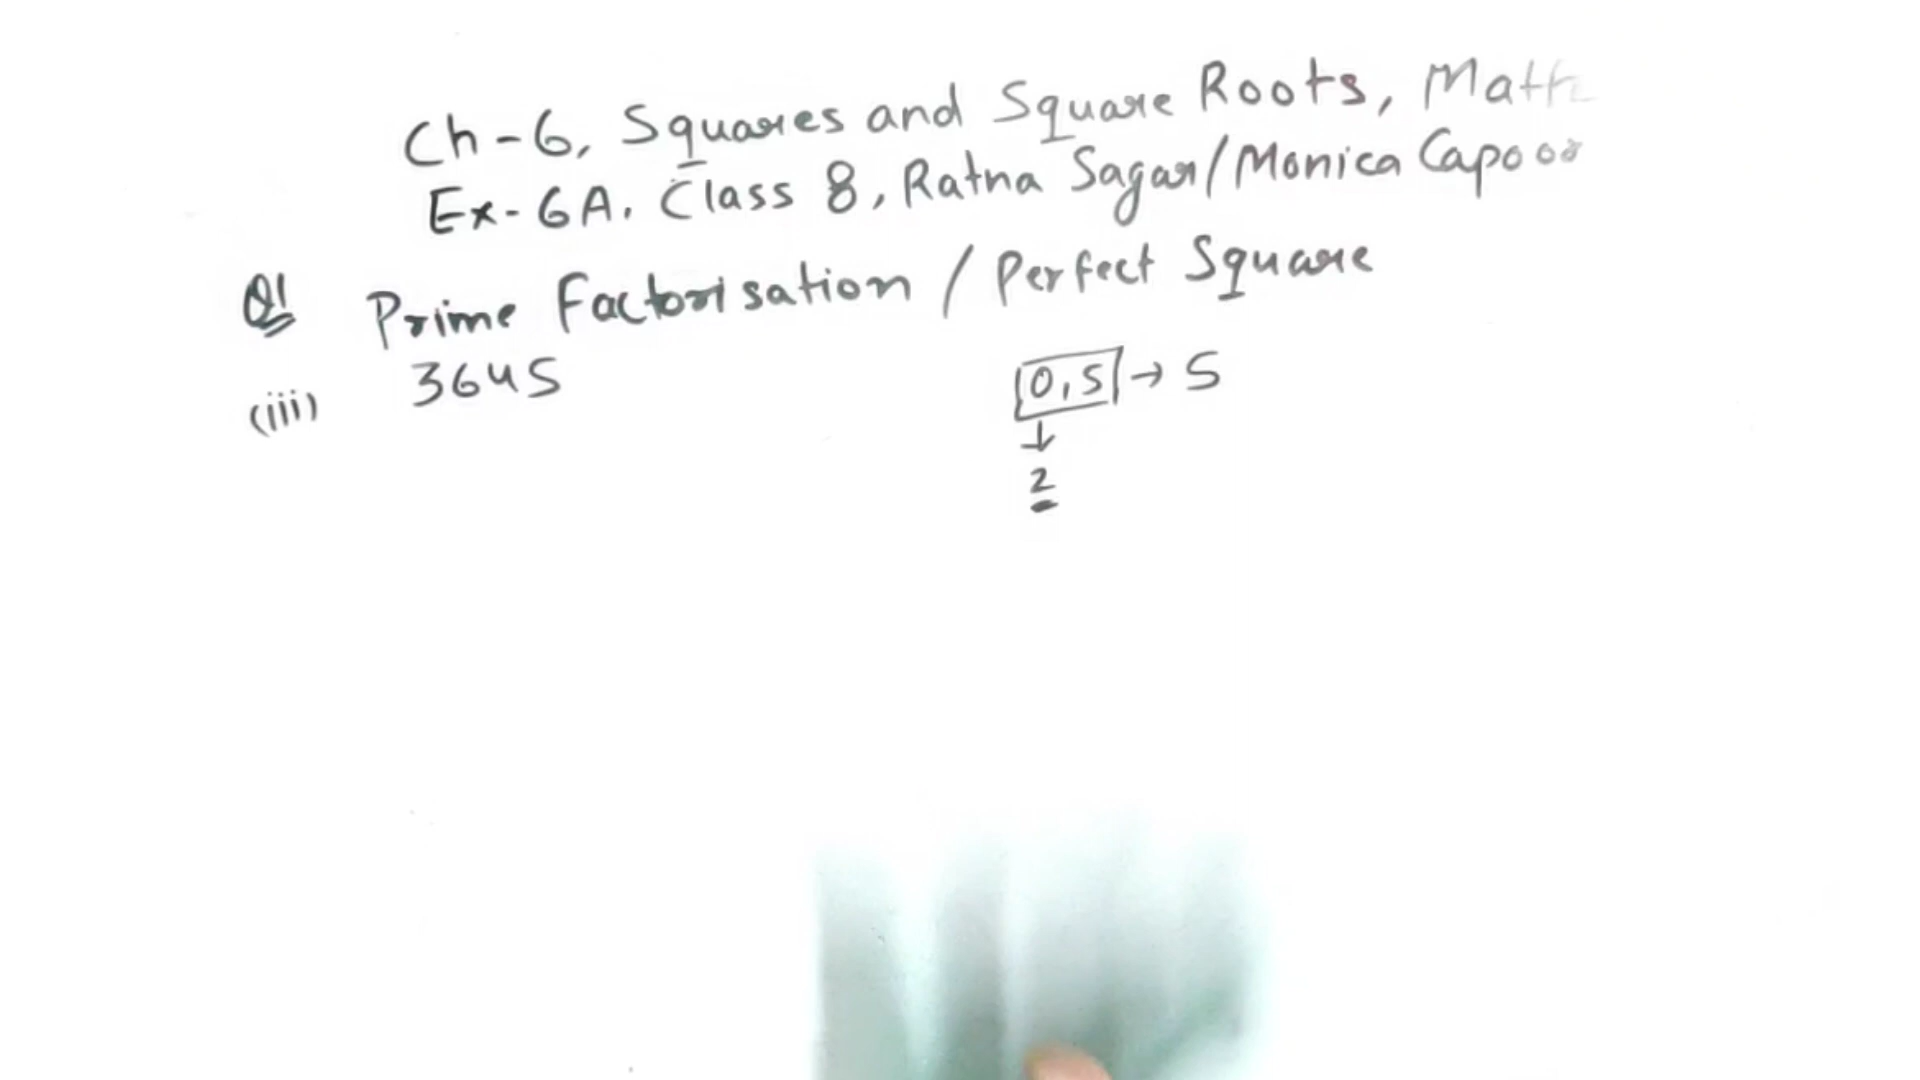 Ch-6, Squares and Square Roots, Math
Ex-6A. Class 8, Ratna Sagar/Monica Capoor
Q1 Prime Factorisation / Perfect Square
(iii) 3645
0,5 → 5
↓
2